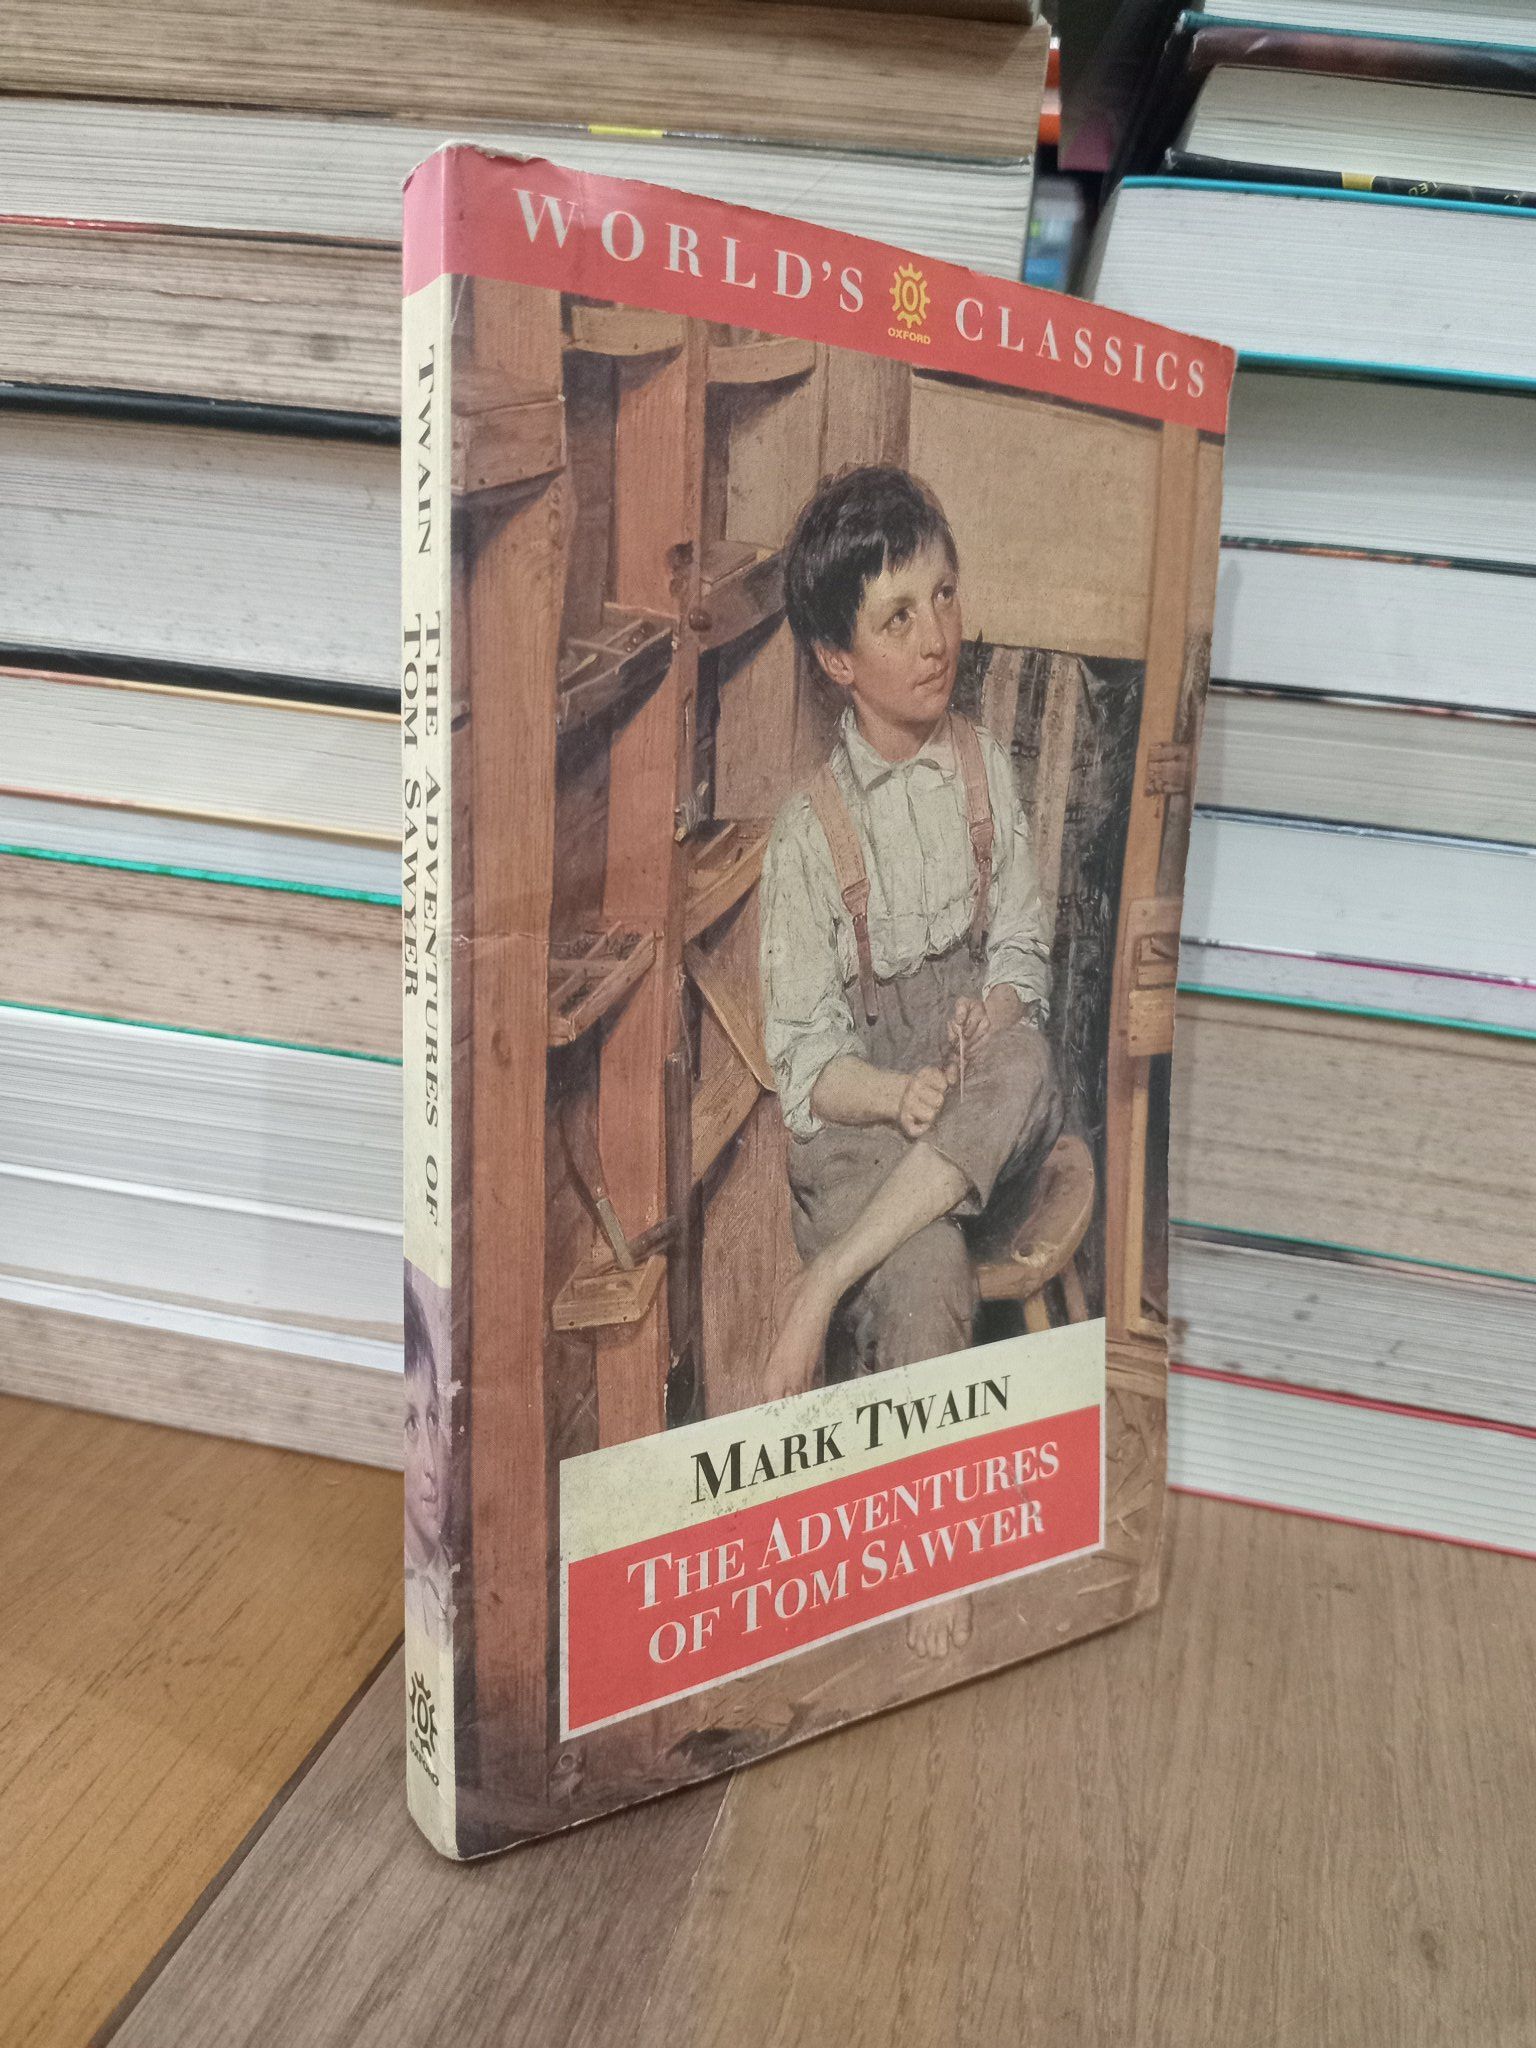 WORLD'S CLASSICS
OXFORD
MARK TWAIN
THE ADVENTURES
OF TOM SAWYER
TWAIN
THE ADVENTURES OF
TOM SAWYER
OXFORD